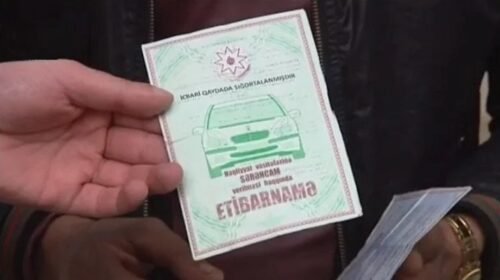 İCBARİ QAYDADA SIĞORTALANMIŞDIR
Nəqliyyat vasitələrinə
SƏRƏNCAM
verilməsi haqqında
ETİBARNAMƏ